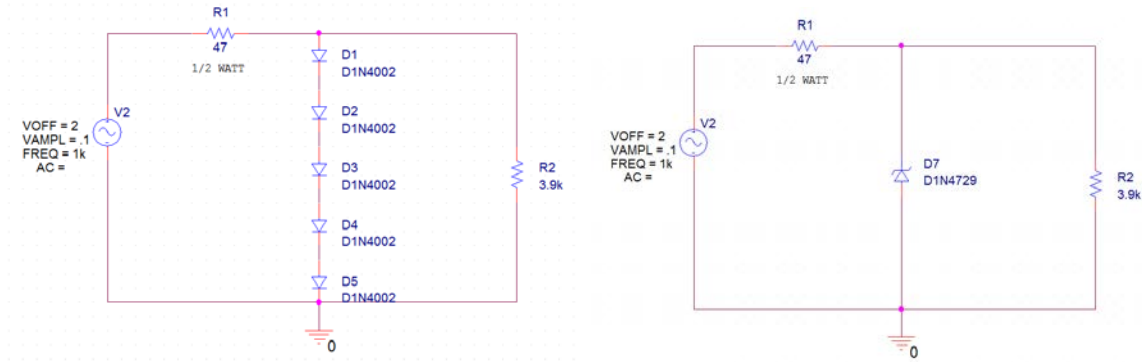 R1
47
1/2 WATT
D1
D1N4002
D2
D1N4002
V2
VOFF = 2
VAMPL = .1
FREQ = 1k
AC =
D3
D1N4002
R2
3.9k
D4
D1N4002
D5
D1N4002
0
R1
47
1/2 WATT
V2
VOFF = 2
VAMPL = .1
FREQ = 1k
AC =
D7
D1N4729
R2
3.9k
0